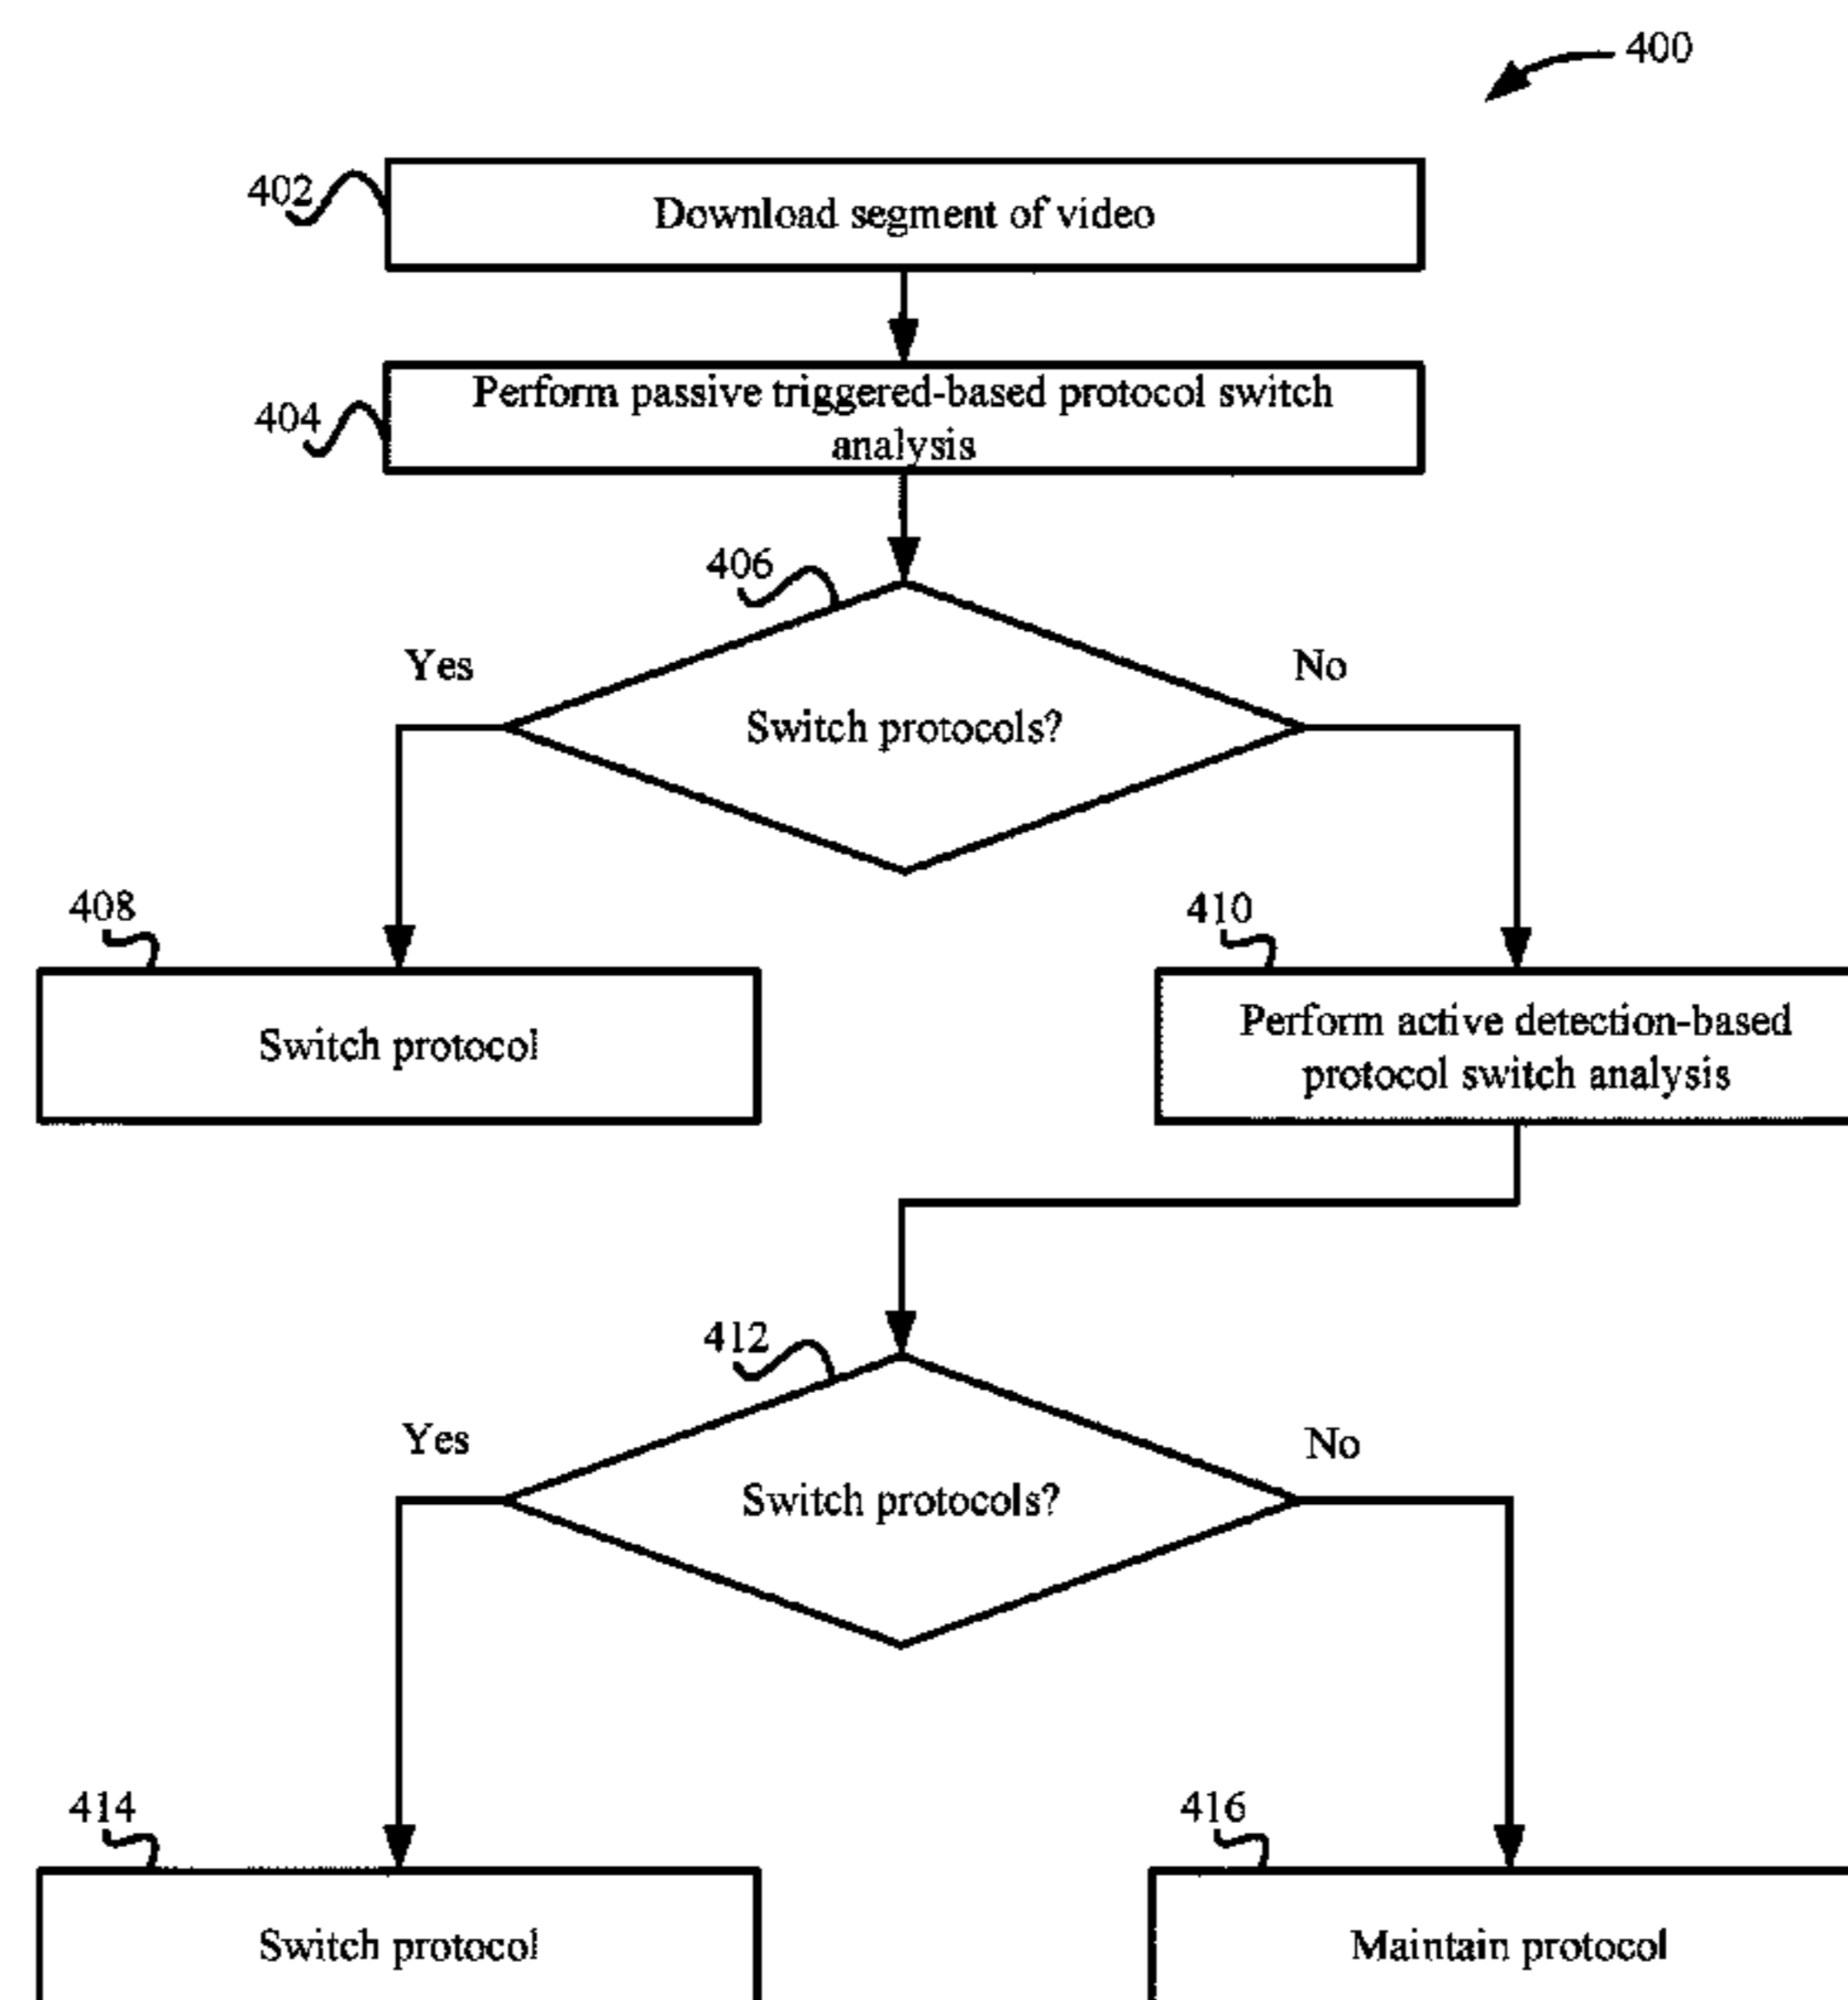 400
402
Download segment of video
404
Perform passive triggered-based protocol switch
analysis
406
Yes
No
Switch protocols?
408
Switch protocol
410
Perform active detection-based
protocol switch analysis
412
Yes
No
Switch protocols?
414
Switch protocol
416
Maintain protocol